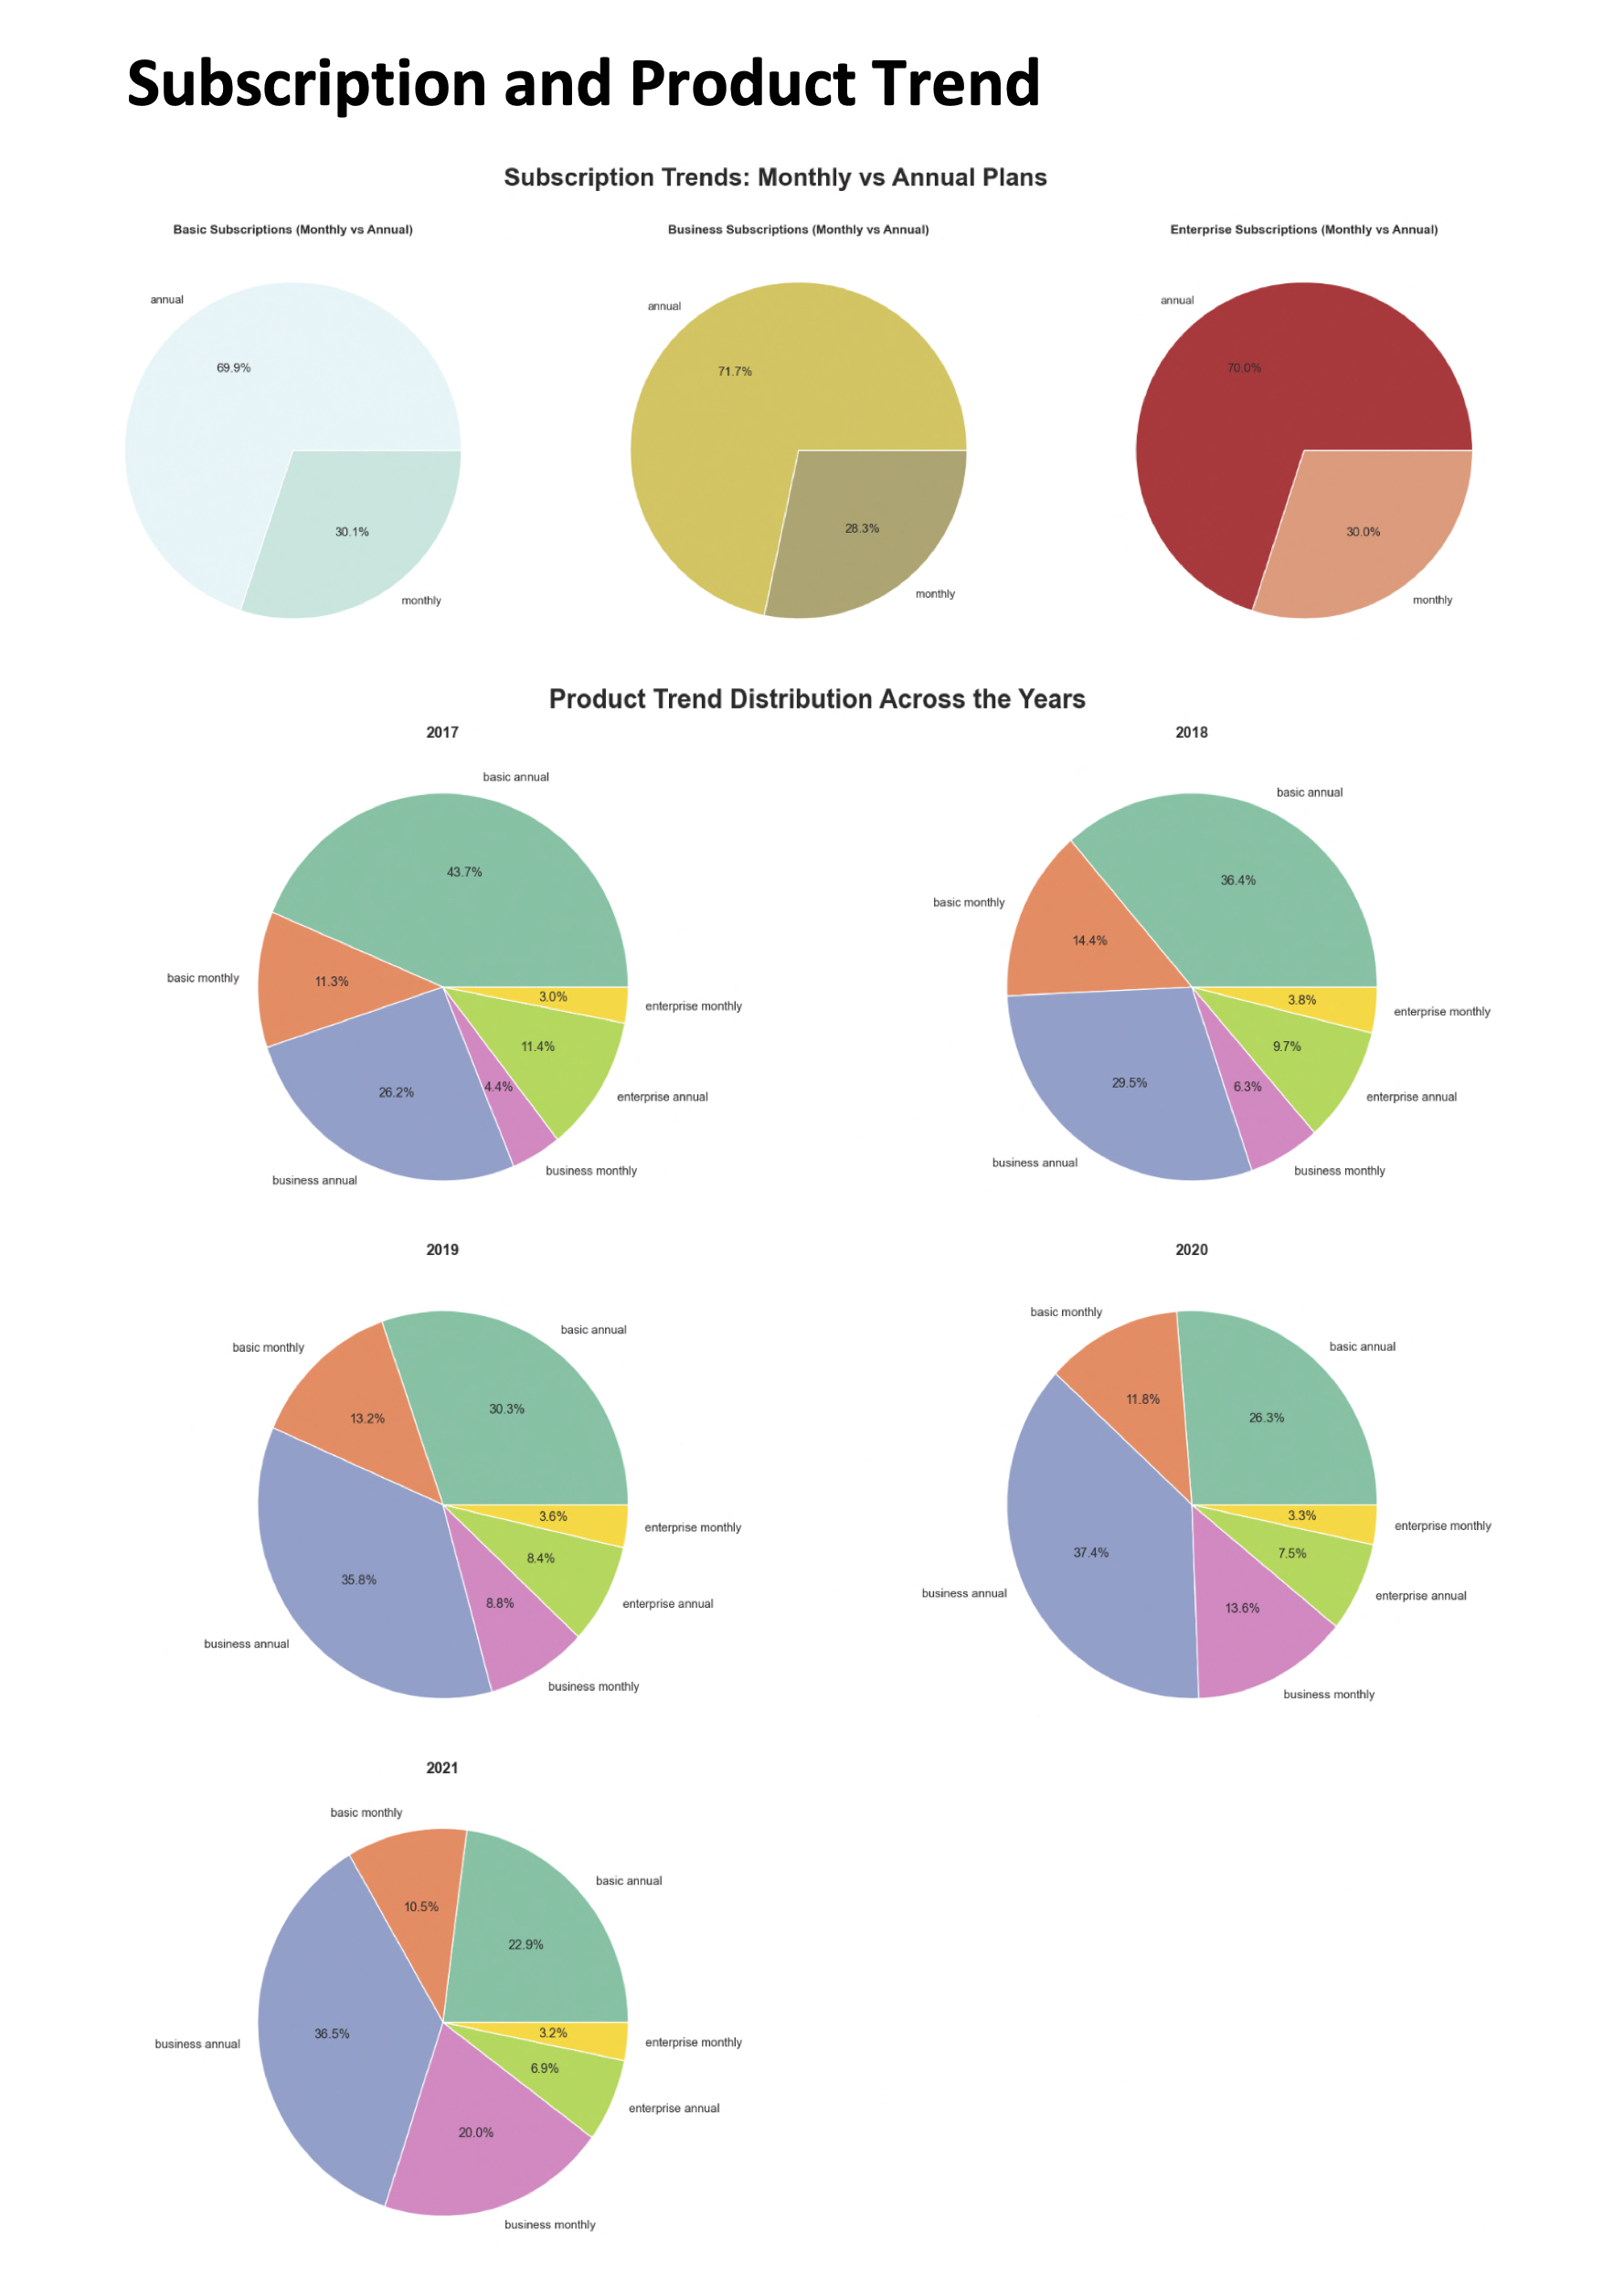 Subscription and Product Trend
Subscription Trends: Monthly vs Annual Plans
Basic Subscriptions (Monthly vs Annual)
annual
69.9%
30.1%
monthly
Business Subscriptions (Monthly vs Annual)
annual
71.7%
28.3%
monthly
Enterprise Subscriptions (Monthly vs Annual)
annual
70.0%
30.0%
monthly
Product Trend Distribution Across the Years
2017
basic annual
43.7%
basic monthly
11.3%
3.0%
enterprise monthly
11.4%
4.4%
26.2%
enterprise annual
business monthly
business annual
2018
basic annual
36.4%
basic monthly
14.4%
3.8%
enterprise monthly
9.7%
29.5%
6.3%
enterprise annual
business annual
business monthly
2019
basic annual
basic monthly
30.3%
13.2%
3.6%
enterprise monthly
8.4%
35.8%
8.8%
enterprise annual
business annual
business monthly
2020
basic monthly
basic annual
11.8%
26.3%
3.3%
enterprise monthly
37.4%
7.5%
business annual
enterprise annual
13.6%
business monthly
2021
basic monthly
basic annual
10.5%
22.9%
36.5%
3.2%
business annual
enterprise monthly
6.9%
enterprise annual
20.0%
business monthly